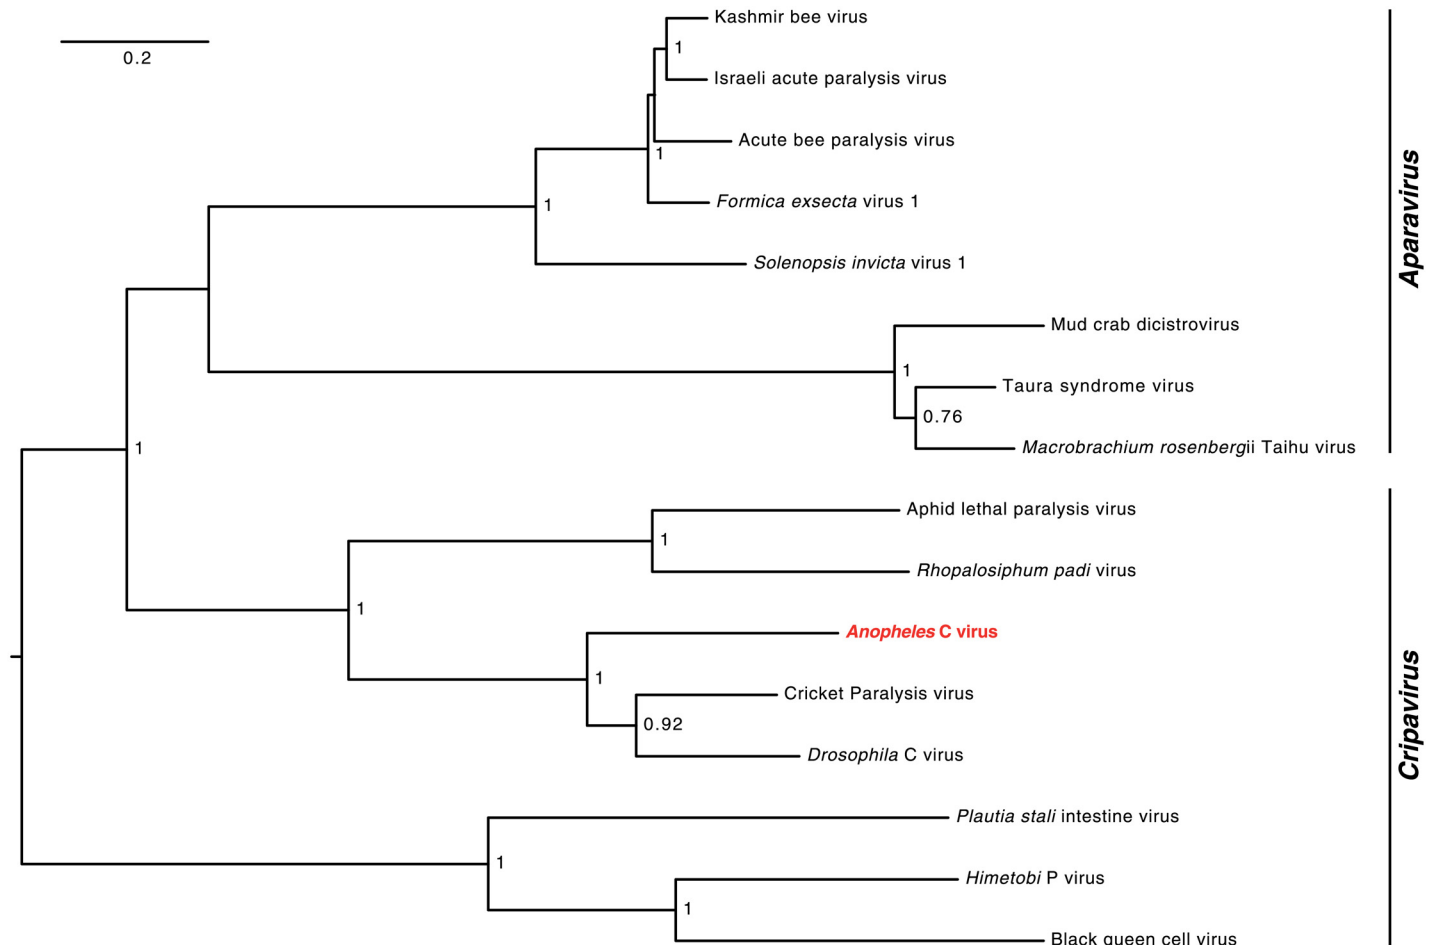 Kashmir bee virus
0.2
1
Israeli acute paralysis virus
Acute bee paralysis virus
1
Formica exsecta virus 1
1
Solenopsis invicta virus 1
Aparavirus
Mud crab dicistrovirus
1
Taura syndrome virus
0.76
1
Macrobrachium rosenbergii Taihu virus
Aphid lethal paralysis virus
1
Rhopalosiphum padi virus
1
Anopheles C virus
1
Cricket Paralysis virus
0.92
Drosophila C virus
Cripavirus
Plautia stali intestine virus
1
Himetobi P virus
1
Black queen cell virus